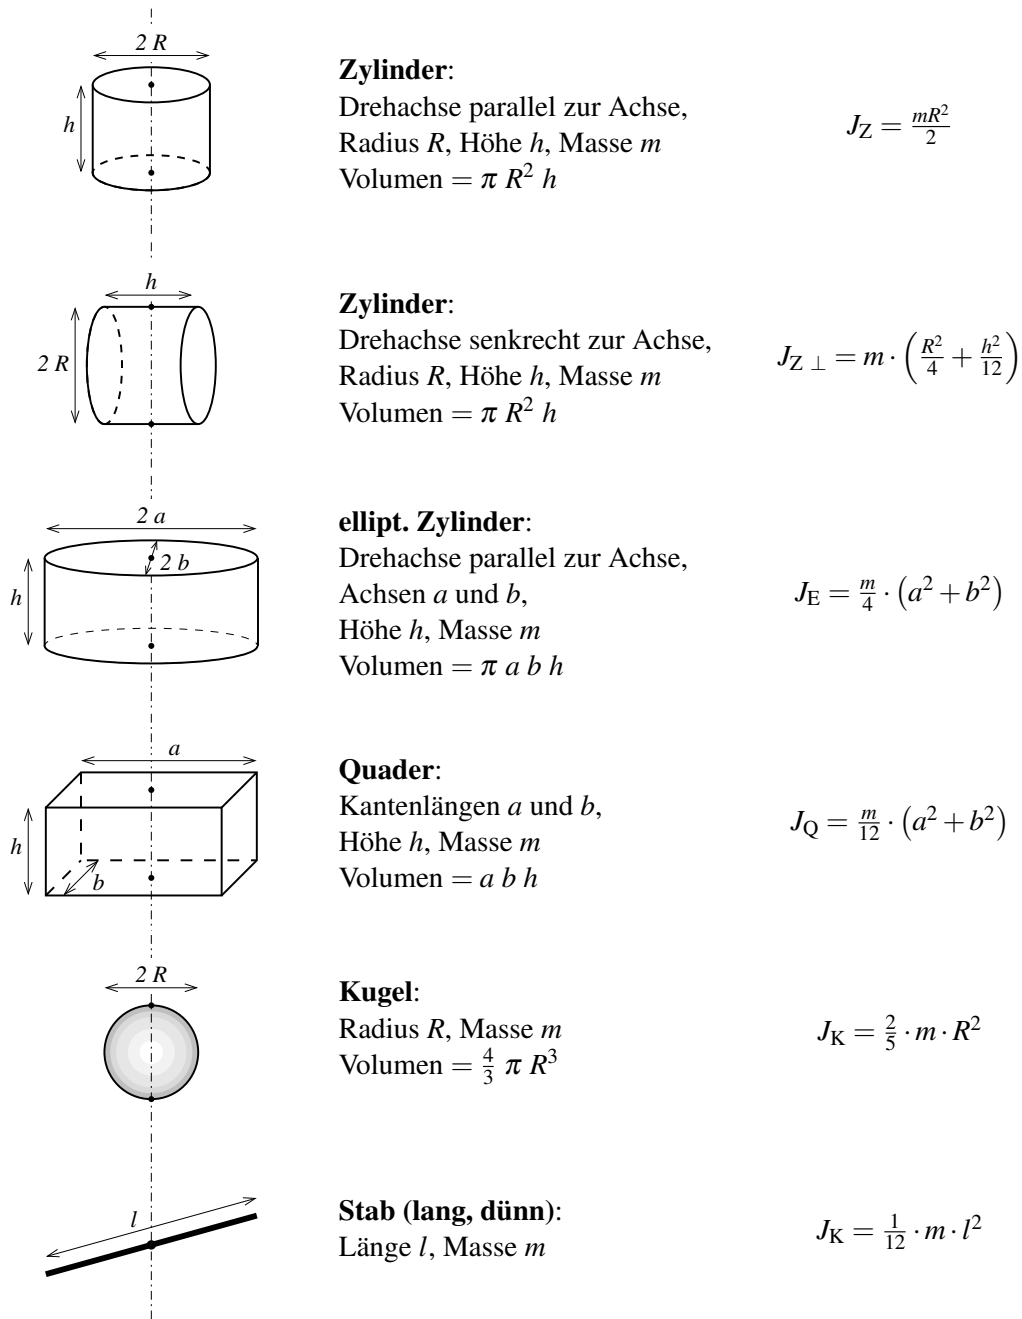 2 R
h
Zylinder:
Drehachse parallel zur Achse,
Radius R, Höhe h, Masse m
Volumen = π R² h
J_Z = mR²/2
h
2 R
Zylinder:
Drehachse senkrecht zur Achse,
Radius R, Höhe h, Masse m
Volumen = π R² h
J_Z ⊥ = m · (R²/4 + h²/12)
2 a
2 b
h
ellipt. Zylinder:
Drehachse parallel zur Achse,
Achsen a und b,
Höhe h, Masse m
Volumen = π a b h
J_E = m/4 · (a² + b²)
a
h
b
Quader:
Kantenlängen a und b,
Höhe h, Masse m
Volumen = a b h
J_Q = m/12 · (a² + b²)
2 R
Kugel:
Radius R, Masse m
Volumen = 4/3 π R³
J_K = 2/5 · m · R²
l
Stab (lang, dünn):
Länge l, Masse m
J_K = 1/12 · m · l²